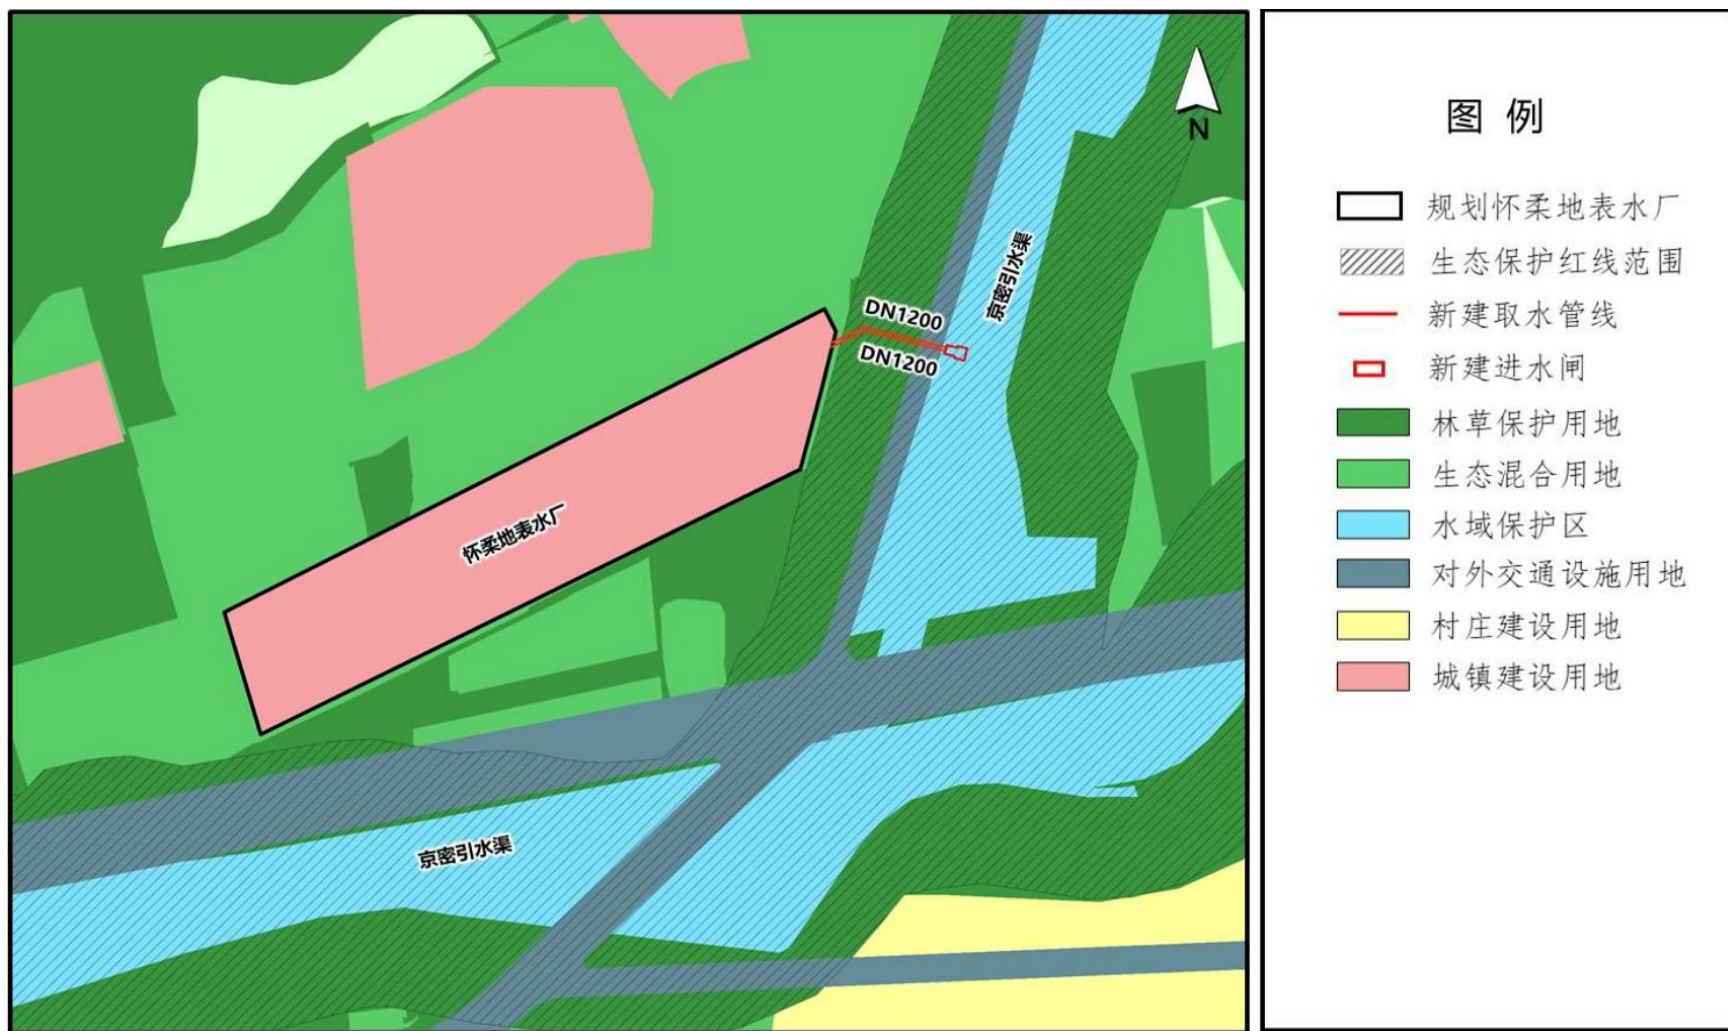 N
京密引水渠
DN1200
DN1200
怀柔地表水厂
京密引水渠
图例
规划怀柔地表水厂
生态保护红线范围
新建取水管线
新建进水闸
林草保护用地
生态混合用地
水域保护区
对外交通设施用地
村庄建设用地
城镇建设用地